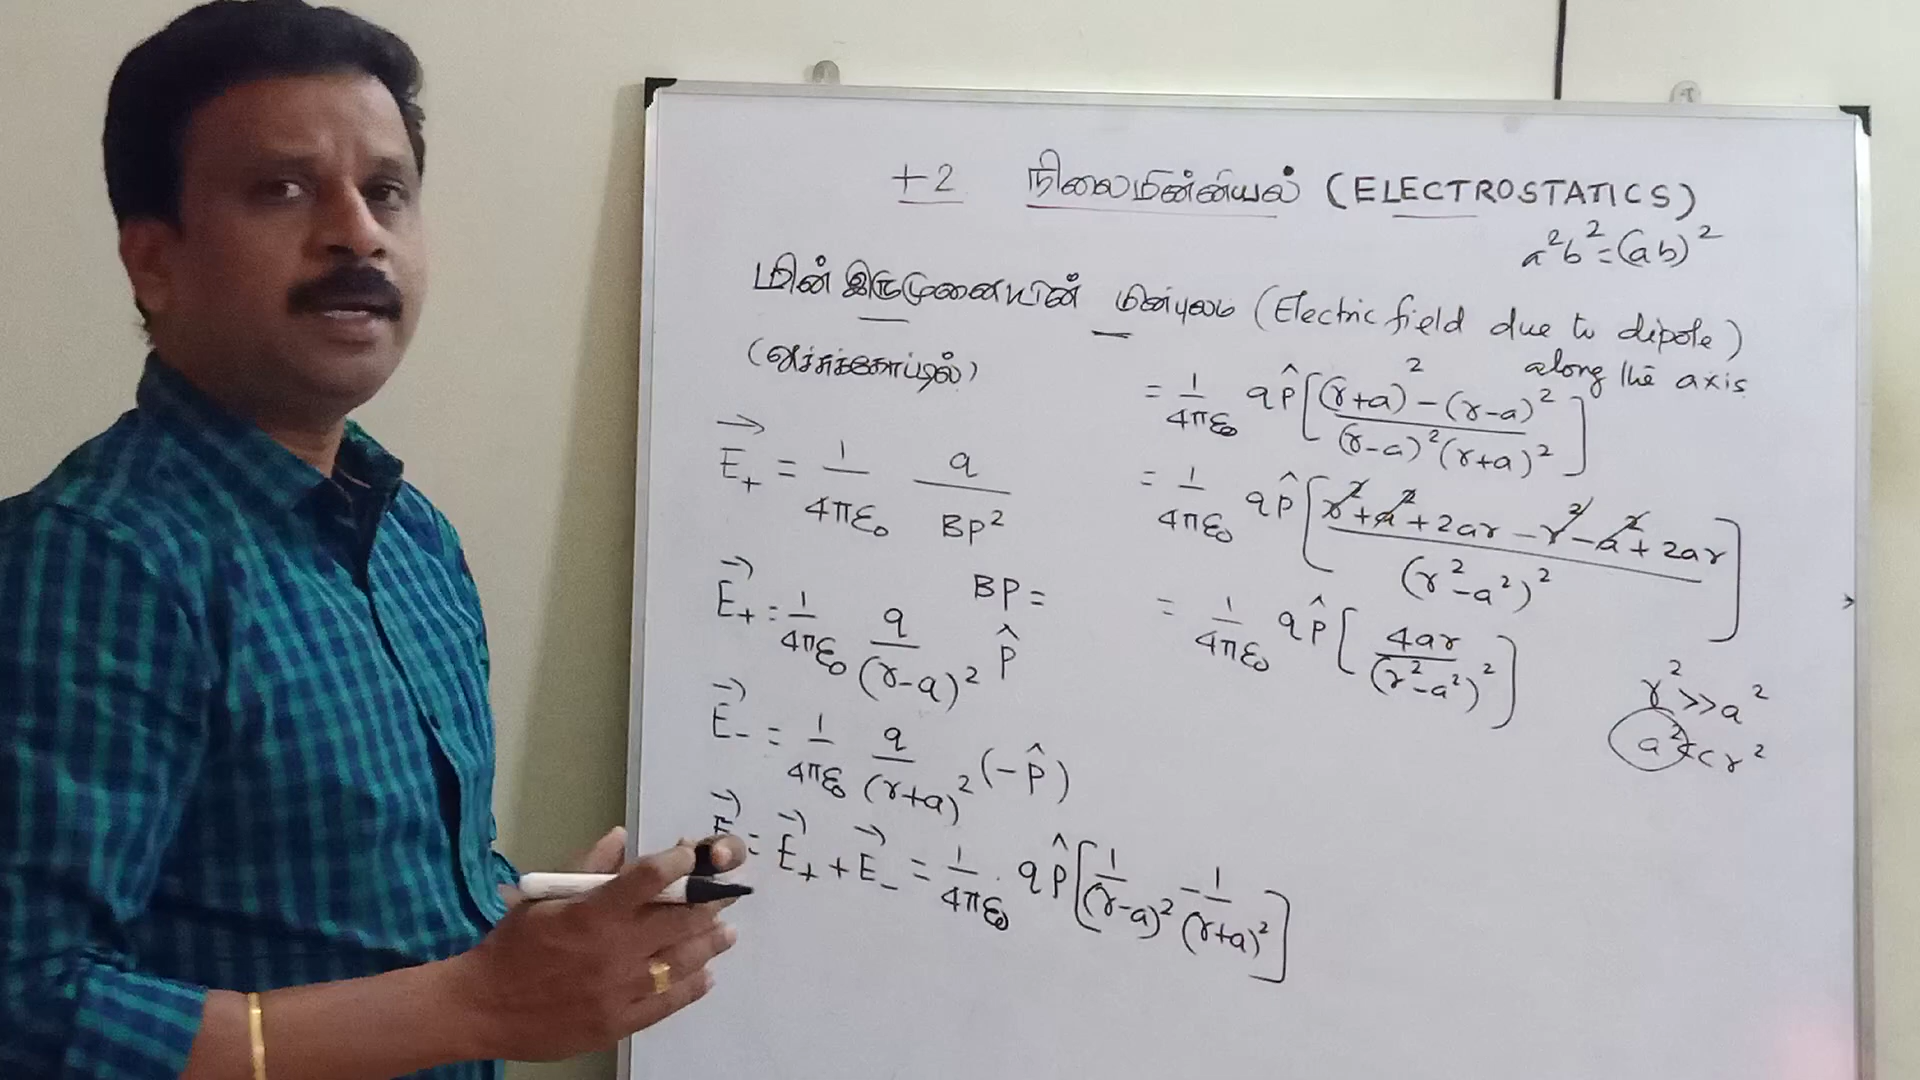 +2 நிலைமின்னியல் (ELECTROSTATICS)
a²b² = (ab)²
மின் இருமுனையின் மின்புலம் (Electric field due to dipole)
along the axis
(அச்சுக்கோட்டில்)
E⃗₊ = 1/4πε₀ q/BP²
BP =
E⃗₊ = 1/4πε₀ q/(r-a)² p̂
E⃗₋ = 1/4πε₀ q/(r+a)² (-p̂)
E⃗ = E⃗₊ + E⃗₋ = 1/4πε₀ . q p̂ [1/(r-a)² - 1/(r+a)²]
= 1/4πε₀ q p̂ [(r+a)² - (r-a)² / (r-a)² (r+a)²]
= 1/4πε₀ q p̂ [r² + a² + 2ar - r² - a² + 2ar / (r² - a²)²]
= 1/4πε₀ q p̂ [4ar / (r² - a²)²]
r² >> a²
a² << r²